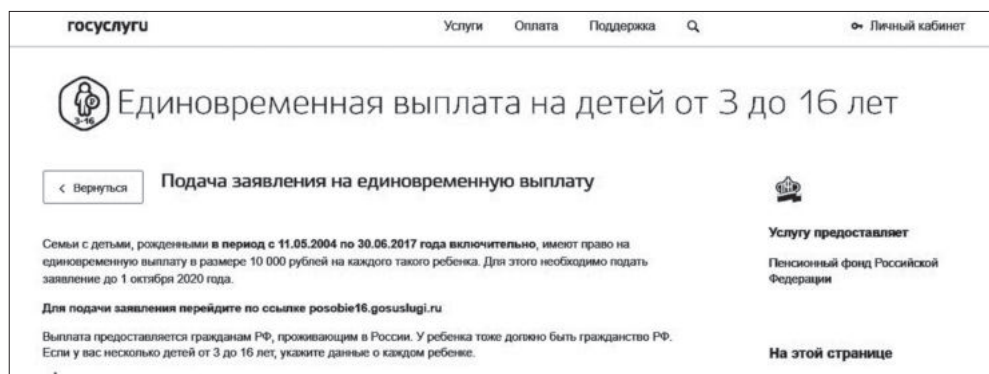 госуслуги
Услуги Оплата Поддержка Личный кабинет
3-16
Единовременная выплата на детей от 3 до 16 лет
< Вернуться
Подача заявления на единовременную выплату
Семьи с детьми, рожденными в период с 11.05.2004 по 30.06.2017 года включительно, имеют право на
единовременную выплату в размере 10 000 рублей на каждого такого ребенка. Для этого необходимо подать
заявление до 1 октября 2020 года.
Для подачи заявления перейдите по ссылке posobie16.gosuslugi.ru
Выплата предоставляется гражданам РФ, проживающим в России. У ребенка тоже должно быть гражданство РФ.
Если у вас несколько детей от 3 до 16 лет, укажите данные о каждом ребенке.
Услугу предоставляет
Пенсионный фонд Российской
Федерации
На этой странице